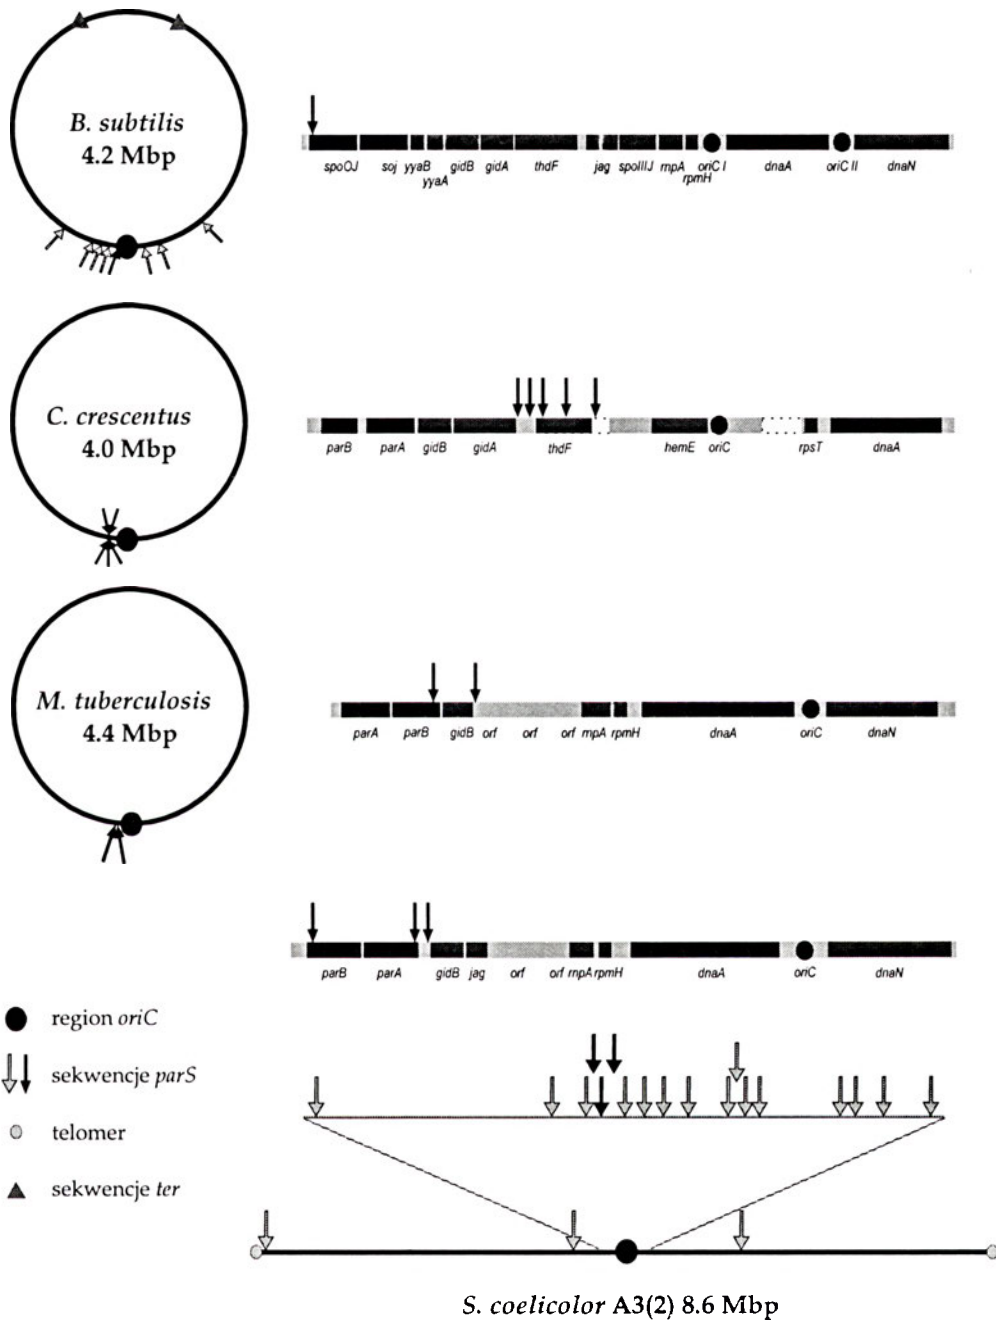 B. subtilis
4.2 Mbp
spoOJ soj yyaB gidB gidA thdF jag spoIIIJ rnpA oriC I dnaA oriC II dnaN
yyaA rpmH
C. crescentus
4.0 Mbp
parB parA gidB gidA thdF hemE oriC rpsT dnaA
M. tuberculosis
4.4 Mbp
parA parB gidB orf orf orf rnpA rpmH dnaA oriC dnaN
parB parA gidB jag orf orf rnpA rpmH dnaA oriC dnaN
region oriC
sekwencje parS
telomer
sekwencje ter
S. coelicolor A3(2) 8.6 Mbp